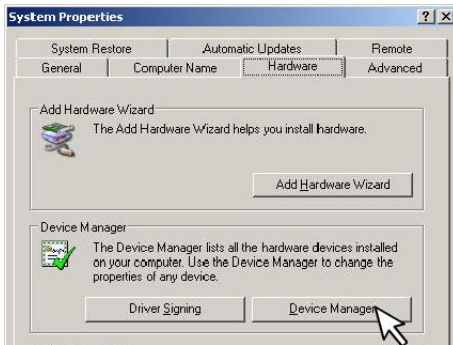 System Properties
System Restore Automatic Updates Remote
General Computer Name Hardware Advanced
Add Hardware Wizard
The Add Hardware Wizard helps you install hardware.
Add Hardware Wizard
Device Manager
The Device Manager lists all the hardware devices installed
on your computer. Use the Device Manager to change the
properties of any device.
Driver Signing Device Manager